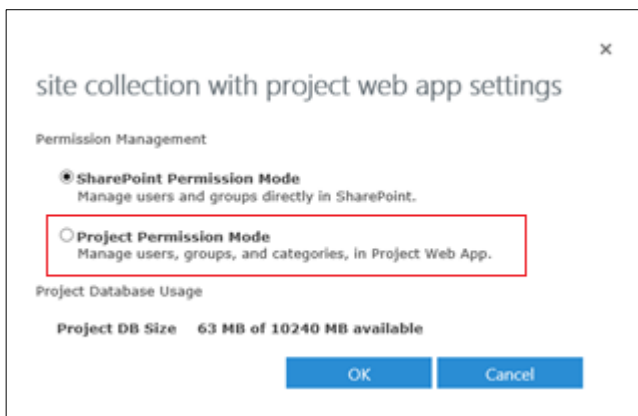 site collection with project web app settings
Permission Management
SharePoint Permission Mode
Manage users and groups directly in SharePoint.
Project Permission Mode
Manage users, groups, and categories, in Project Web App.
Project Database Usage
Project DB Size 63 MB of 10240 MB available
OK Cancel